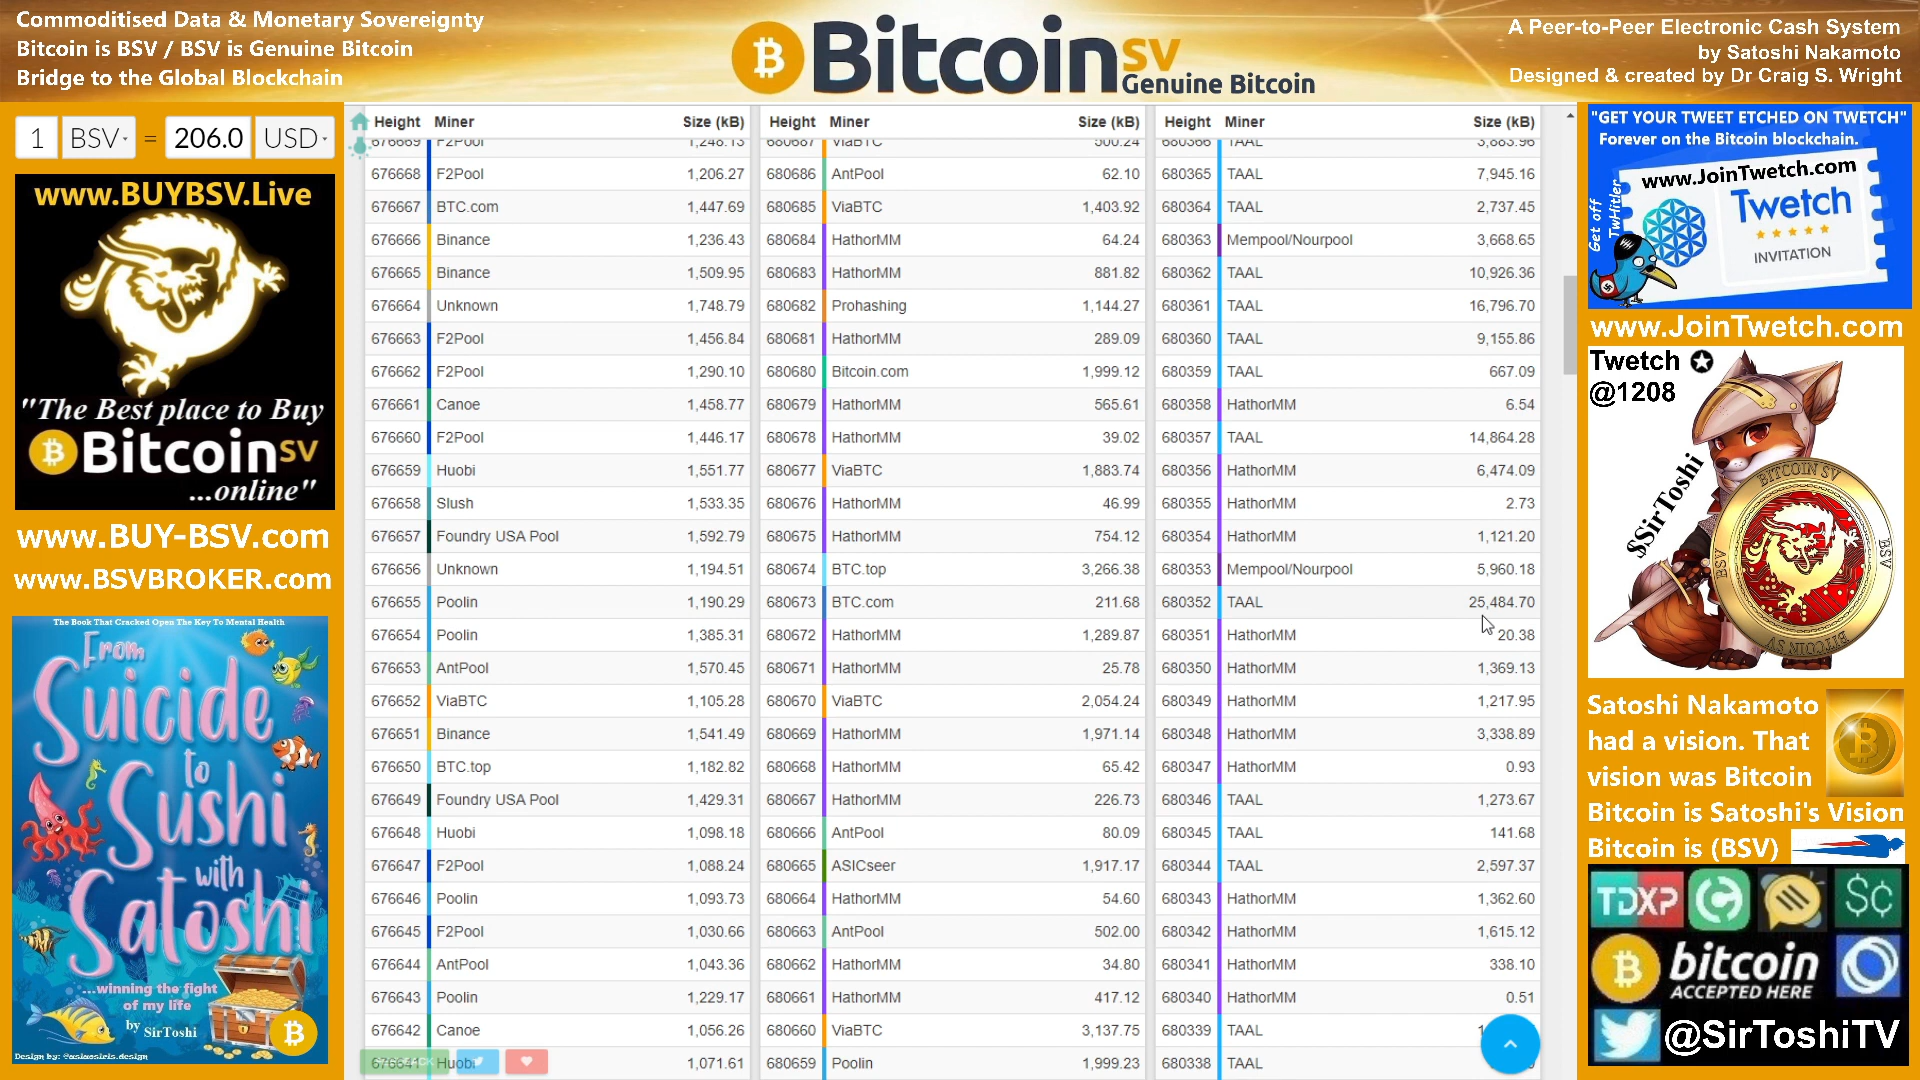 Commoditised Data & Monetary Sovereignty
Bitcoin is BSV / BSV is Genuine Bitcoin
Bridge to the Global Blockchain
BitcoinSV
Genuine Bitcoin
A Peer-to-Peer Electronic Cash System
by Satoshi Nakamoto
Designed & created by Dr Craig S. Wright
1 BSV = 206.0 USD
www.BUYBSV.Live
"The Best place to Buy
BitcoinSV
...online"
www.BUY-BSV.com
www.BSVBROKER.com
The Book That Cracked Open The Key To Mental Health
From
Suicide
to
Sushi
with
Satoshi
...winning the fight
of my life
by SirToshi
Design by: @asiasiris.design
Height Miner Size (kB)
676669 F2Pool 1,248.13
676668 F2Pool 1,206.27
676667 BTC.com 1,447.69
676666 Binance 1,236.43
676665 Binance 1,509.95
676664 Unknown 1,748.79
676663 F2Pool 1,456.84
676662 F2Pool 1,290.10
676661 Canoe 1,458.77
676660 F2Pool 1,446.17
676659 Huobi 1,551.77
676658 Slush 1,533.35
676657 Foundry USA Pool 1,592.79
676656 Unknown 1,194.51
676655 Poolin 1,190.29
676654 Poolin 1,385.31
676653 AntPool 1,570.45
676652 ViaBTC 1,105.28
676651 Binance 1,541.49
676650 BTC.top 1,182.82
676649 Foundry USA Pool 1,429.31
676648 Huobi 1,098.18
676647 F2Pool 1,088.24
676646 Poolin 1,093.73
676645 F2Pool 1,030.66
676644 AntPool 1,043.36
676643 Poolin 1,229.17
676642 Canoe 1,056.26
676641 Huobi 1,071.61
Height Miner Size (kB)
680687 ViaBTC 500.24
680686 AntPool 62.10
680685 ViaBTC 1,403.92
680684 HathorMM 64.24
680683 HathorMM 881.82
680682 Prohashing 1,144.27
680681 HathorMM 289.09
680680 Bitcoin.com 1,999.12
680679 HathorMM 565.61
680678 HathorMM 39.02
680677 ViaBTC 1,883.74
680676 HathorMM 46.99
680675 HathorMM 754.12
680674 BTC.top 3,266.38
680673 BTC.com 211.68
680672 HathorMM 1,289.87
680671 HathorMM 25.78
680670 ViaBTC 2,054.24
680669 HathorMM 1,971.14
680668 HathorMM 65.42
680667 HathorMM 226.73
680666 AntPool 80.09
680665 ASICseer 1,917.17
680664 HathorMM 54.60
680663 AntPool 502.00
680662 HathorMM 34.80
680661 HathorMM 417.12
680660 ViaBTC 3,137.75
680659 Poolin 1,999.23
Height Miner Size (kB)
680366 TAAL 3,883.96
680365 TAAL 7,945.16
680364 TAAL 2,737.45
680363 Mempool/Nourpool 3,668.65
680362 TAAL 10,926.36
680361 TAAL 16,796.70
680360 TAAL 9,155.86
680359 TAAL 667.09
680358 HathorMM 6.54
680357 TAAL 14,864.28
680356 HathorMM 6,474.09
680355 HathorMM 2.73
680354 HathorMM 1,121.20
680353 Mempool/Nourpool 5,960.18
680352 TAAL 25,484.70
680351 HathorMM 20.38
680350 HathorMM 1,369.13
680349 HathorMM 1,217.95
680348 HathorMM 3,338.89
680347 HathorMM 0.93
680346 TAAL 1,273.67
680345 TAAL 141.68
680344 TAAL 2,597.37
680343 HathorMM 1,362.60
680342 HathorMM 1,615.12
680341 HathorMM 338.10
680340 HathorMM 0.51
680339 TAAL
680338 TAAL
"GET YOUR TWEET ETCHED ON TWETCH"
Forever on the Bitcoin blockchain.
www.JoinTwetch.com
Twetch
INVITATION
Get off
TwHitler
www.JoinTwetch.com
Twetch
@1208
$SirToshi
BITCOIN SV
BSV
BSV
BITCOIN SV
Satoshi Nakamoto
had a vision. That
vision was Bitcoin
Bitcoin is Satoshi's Vision
Bitcoin is (BSV)
TDXP
$C
bitcoin
ACCEPTED HERE
@SirToshiTV